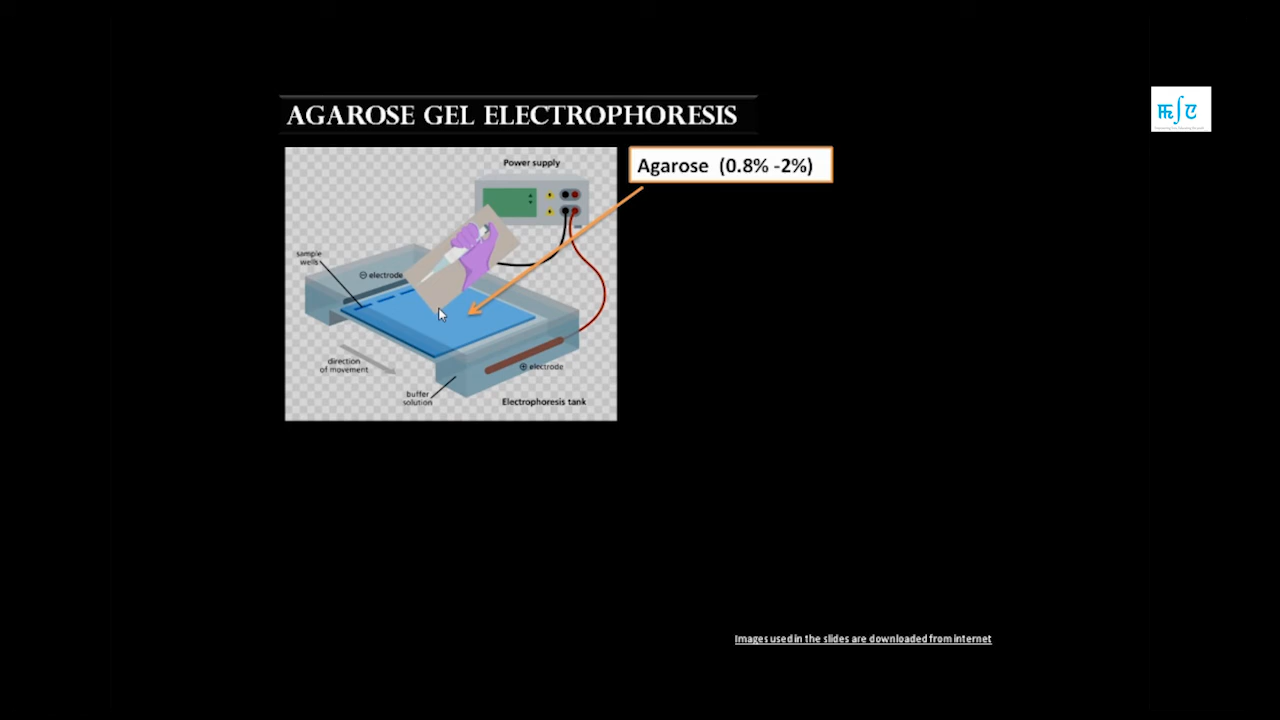 AGAROSE GEL ELECTROPHORESIS
Agarose (0.8% -2%)
Power supply
sample
wells
⊖ electrode
direction
of movement
⊕ electrode
buffer
solution
Electrophoresis tank
Images used in the slides are downloaded from internet